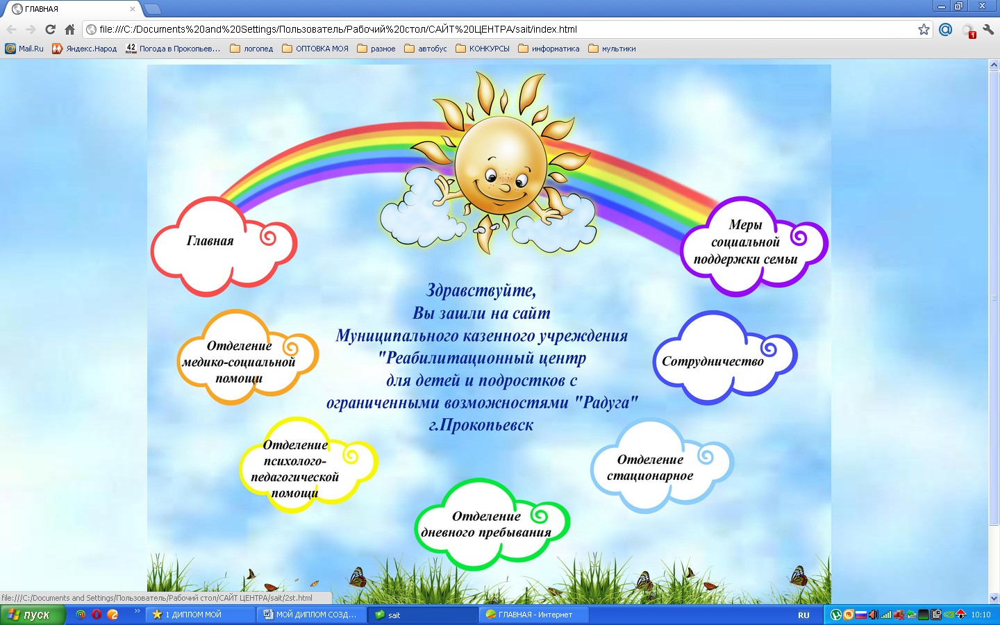 ГЛАВНАЯ
file:///C:/Documents%20and%20Settings/Пользователь/Рабочий%20стол/САЙТ%20ЦЕНТРА/sait/index.html
1
Mail.Ru Яндекс.Народ 42 Погода в Прокопьев... логопед ОПТОВКА МОЯ разное автобус КОНКУРСЫ информатика мультики
Главная
Меры
социальной
поддержки семьи
Здравствуйте,
Вы зашли на сайт
Муниципального казенного учреждения
"Реабилитационный центр
для детей и подростков с
ограниченными возможностями "Радуга"
г.Прокопьевск
Отделение
медико-социальной
помощи
Сотрудничество
Отделение
психолого-
педагогической
помощи
Отделение
стационарное
Отделение
дневного пребывания
file:///C:/Documents and Settings/Пользователь/Рабочий стол/САЙТ ЦЕНТРА/sait/2st.html
пуск » 1 ДИПЛОМ МОЙ МОЙ ДИПЛОМ СОЗД... sait ГЛАВНАЯ - Интернет RU 10:10